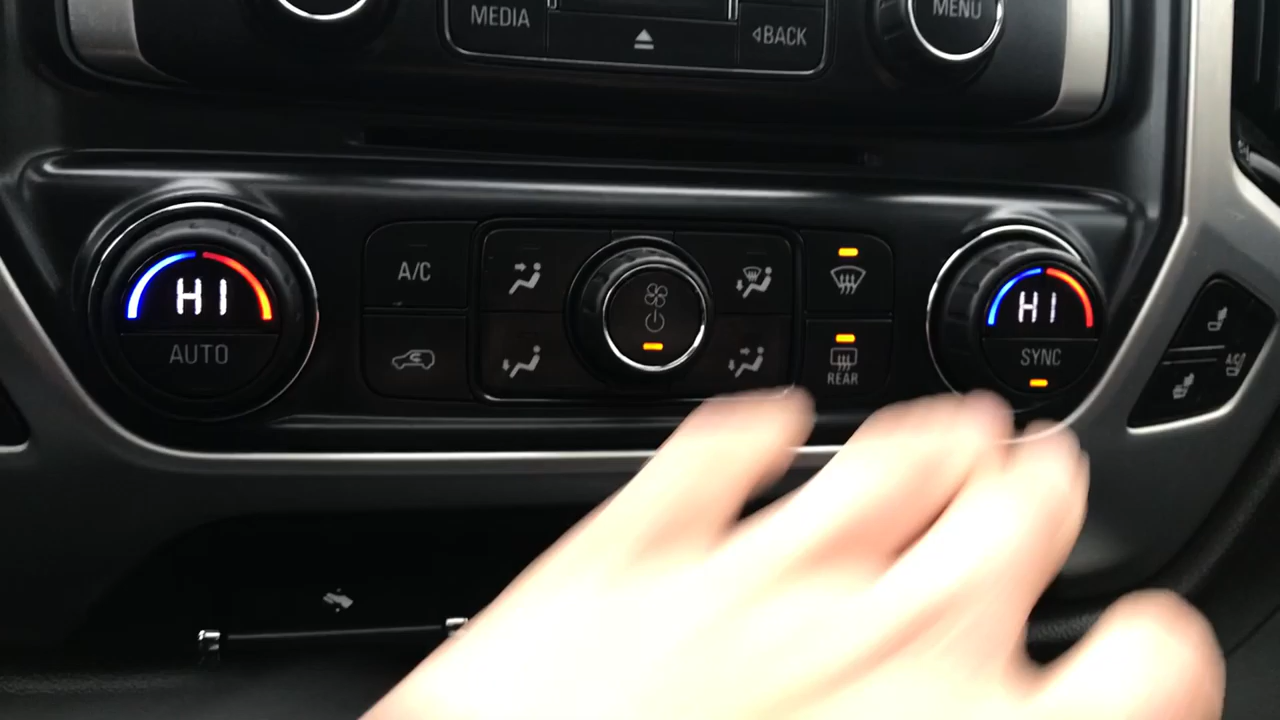 MEDIA
◁BACK
MENU
HI
AUTO
A/C
REAR
HI
SYNC
A/C